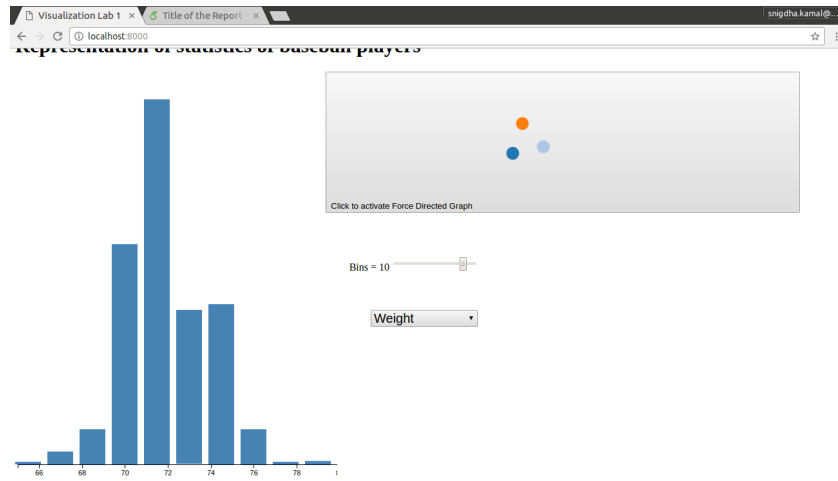 Visualization Lab 1
Title of the Report
snigdha.kamal@...
localhost:8000
Representation of statistics of baseball players
Click to activate Force Directed Graph
Bins = 10
Weight
66 68 70 72 74 76 78